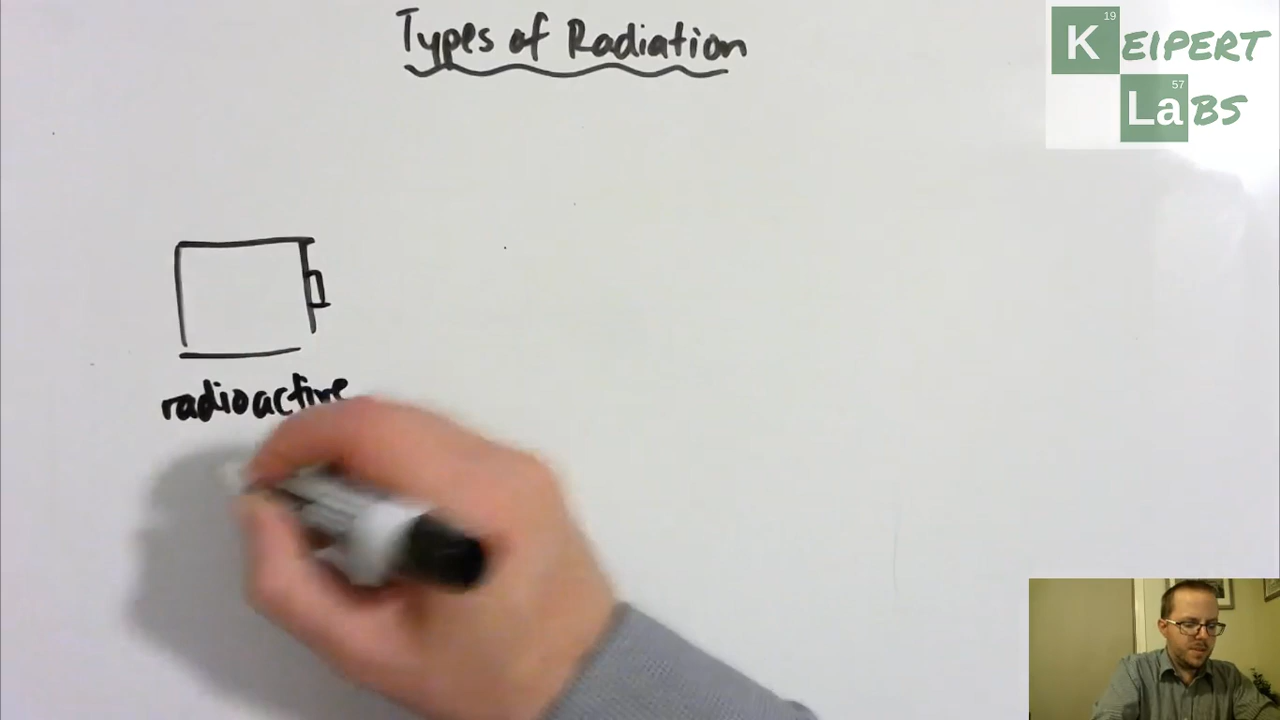 Types of Radiation
19
KEIPERT
57
LaBS
radioactive